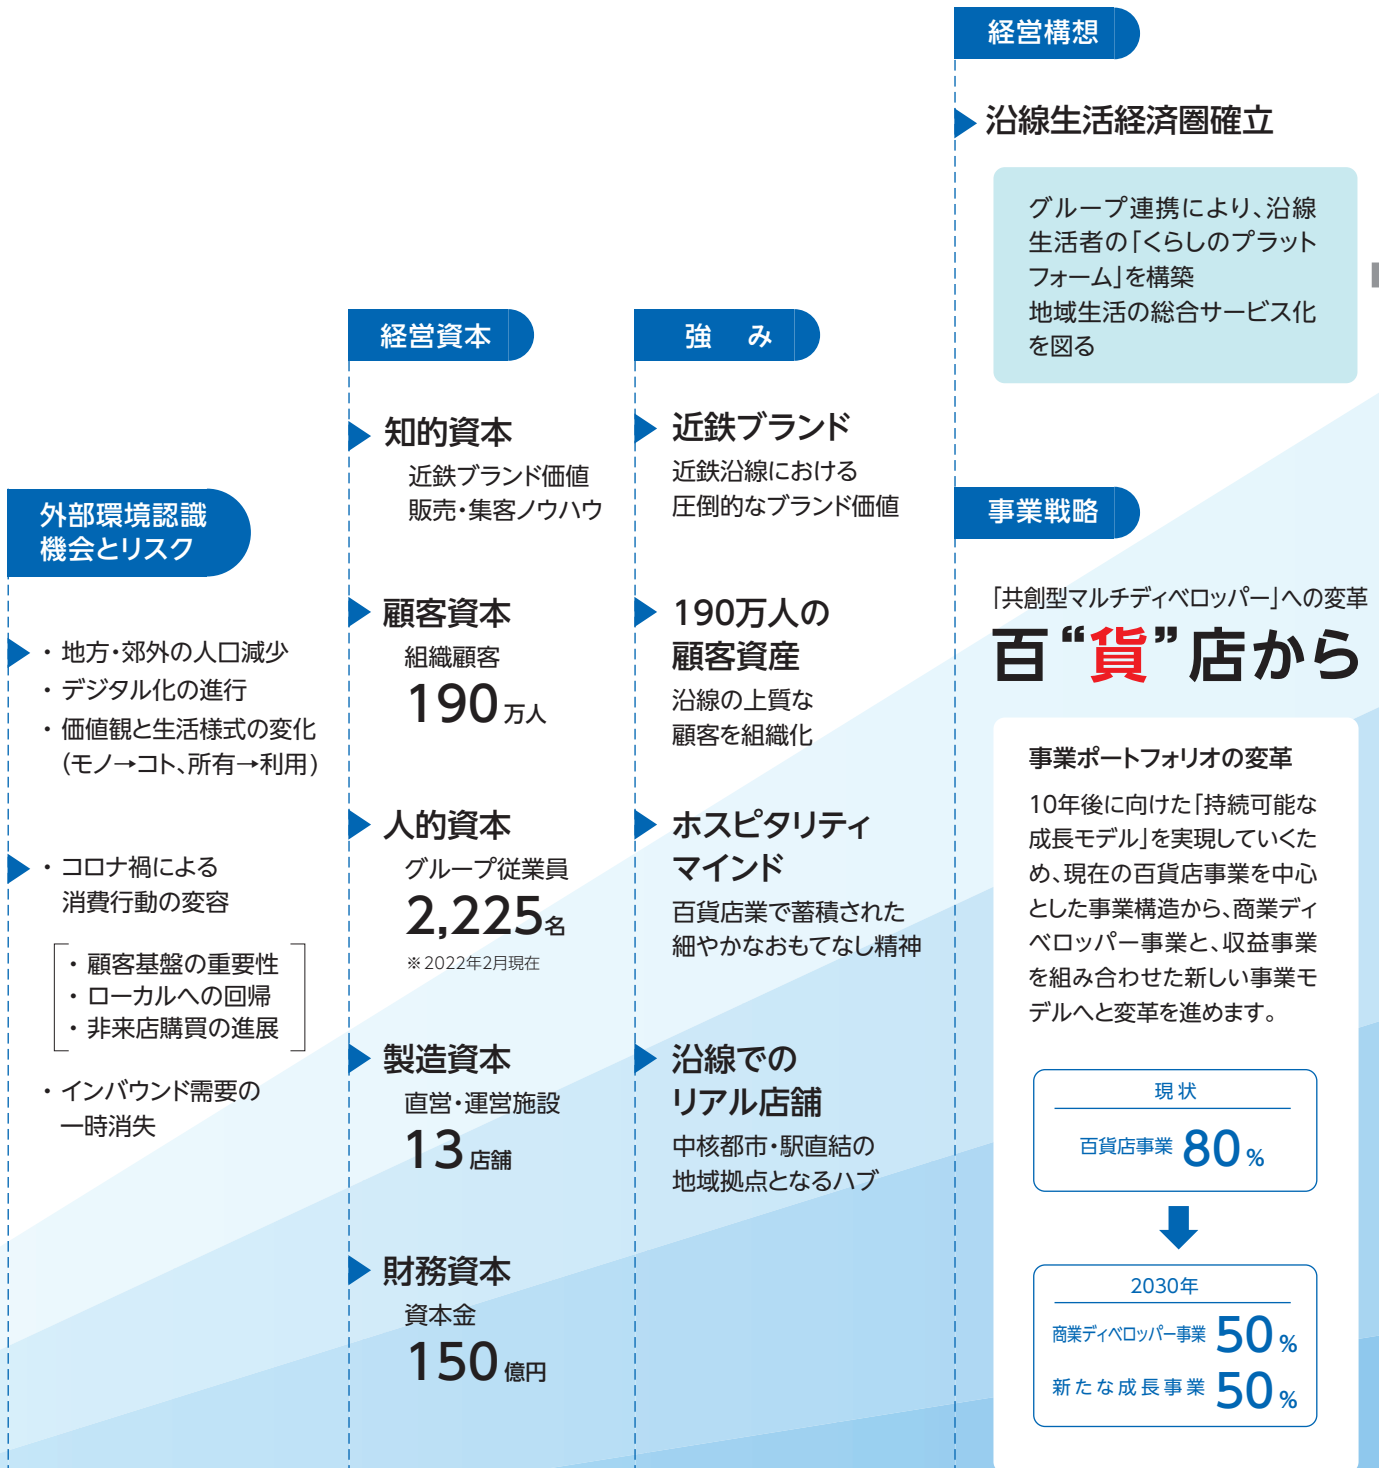 外部環境認識
機会とリスク
・ 地方・郊外の人口減少
・ デジタル化の進行
・ 価値観と生活様式の変化
(モノ→コト、所有→利用)
・ コロナ禍による
消費行動の変容
・ 顧客基盤の重要性
・ ローカルへの回帰
・ 非来店購買の進展
・ インバウンド需要の
一時消失
経営資本
知的資本
近鉄ブランド価値
販売・集客ノウハウ
顧客資本
組織顧客
190万人
人的資本
グループ従業員
2,225名
※2022年2月現在
製造資本
直営・運営施設
13店舗
財務資本
資本金
150億円
強 み
近鉄ブランド
近鉄沿線における
圧倒的なブランド価値
190万人の
顧客資産
沿線の上質な
顧客を組織化
ホスピタリティ
マインド
百貨店業で蓄積された
細やかなおもてなし精神
沿線での
リアル店舗
中核都市・駅直結の
地域拠点となるハブ
経営構想
沿線生活経済圏確立
グループ連携により、沿線
生活者の「くらしのプラット
フォーム」を構築
地域生活の総合サービス化
を図る
事業戦略
「共創型マルチディベロッパー」への変革
百“貨”店から
事業ポートフォリオの変革
10年後に向けた「持続可能な
成長モデル」を実現していくた
め、現在の百貨店事業を中心
とした事業構造から、商業ディ
ベロッパー事業と、収益事業
を組み合わせた新しい事業モ
デルへと変革を進めます。
現状
百貨店事業 80%
2030年
商業ディベロッパー事業 50%
新たな成長事業 50%